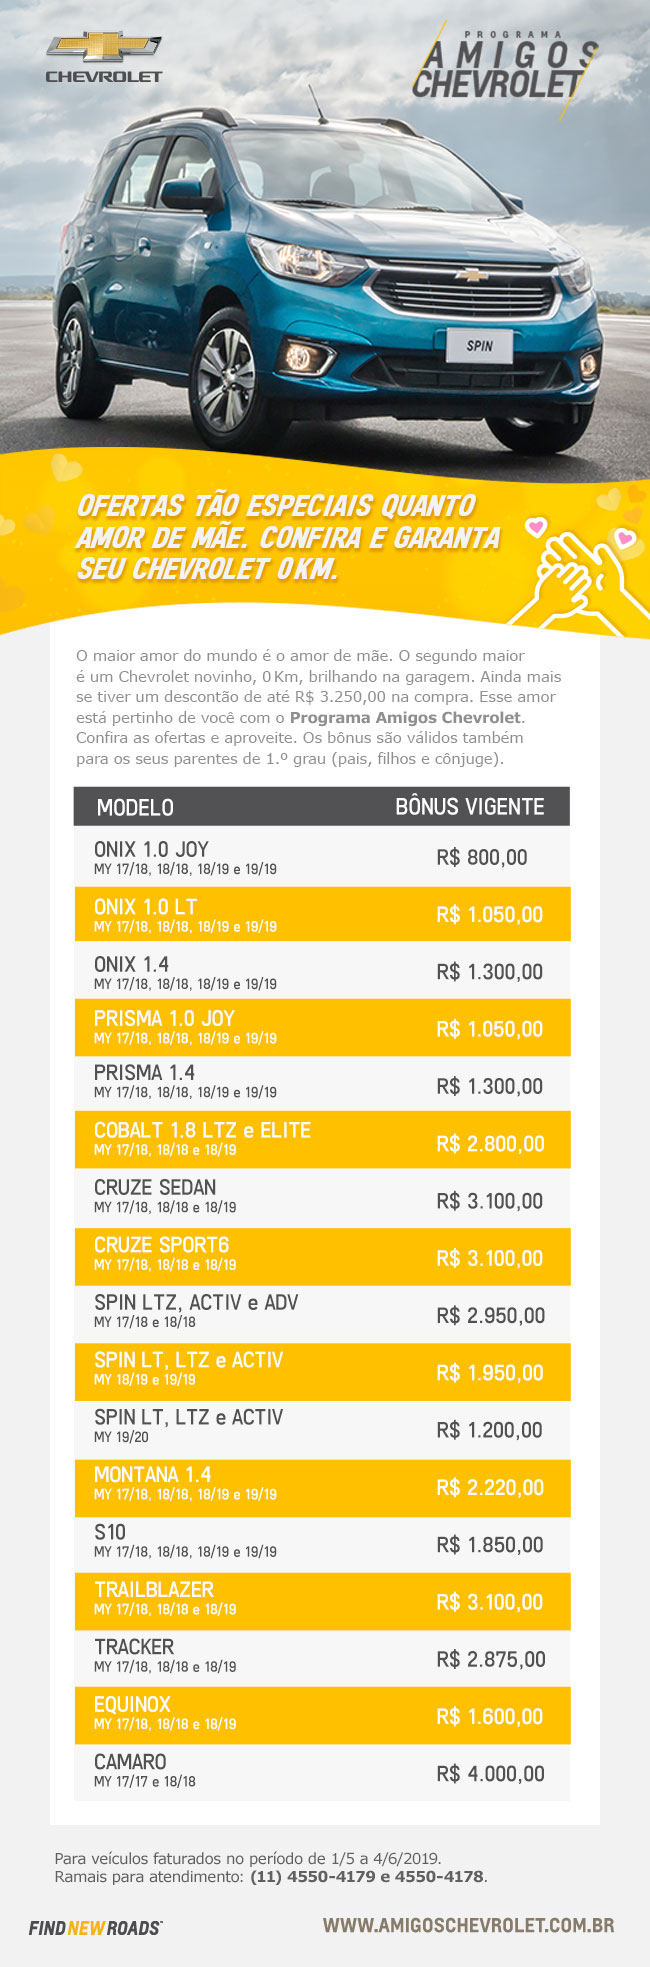 CHEVROLET
PROGRAMA
AMIGOS
CHEVROLET
SPIN
OFERTAS TÃO ESPECIAIS QUANTO
AMOR DE MÃE. CONFIRA E GARANTA
SEU CHEVROLET 0 KM.
O maior amor do mundo é o amor de mãe. O segundo maior
é um Chevrolet novinho, 0 Km, brilhando na garagem. Ainda mais
se tiver um descontão de até R$ 3.250,00 na compra. Esse amor
está pertinho de você com o Programa Amigos Chevrolet.
Confira as ofertas e aproveite. Os bônus são válidos também
para os seus parentes de 1.º grau (pais, filhos e cônjuge).
MODELO BÔNUS VIGENTE
ONIX 1.0 JOY
MY 17/18, 18/18, 18/19 e 19/19
R$ 800,00
ONIX 1.0 LT
MY 17/18, 18/18, 18/19 e 19/19
R$ 1.050,00
ONIX 1.4
MY 17/18, 18/18, 18/19 e 19/19
R$ 1.300,00
PRISMA 1.0 JOY
MY 17/18, 18/18, 18/19 e 19/19
R$ 1.050,00
PRISMA 1.4
MY 17/18, 18/18, 18/19 e 19/19
R$ 1.300,00
COBALT 1.8 LTZ e ELITE
MY 17/18, 18/18 e 18/19
R$ 2.800,00
CRUZE SEDAN
MY 17/18, 18/18 e 18/19
R$ 3.100,00
CRUZE SPORT6
MY 17/18, 18/18 e 18/19
R$ 3.100,00
SPIN LTZ, ACTIV e ADV
MY 17/18 e 18/18
R$ 2.950,00
SPIN LT, LTZ e ACTIV
MY 18/19 e 19/19
R$ 1.950,00
SPIN LT, LTZ e ACTIV
MY 19/20
R$ 1.200,00
MONTANA 1.4
MY 17/18, 18/18, 18/19 e 19/19
R$ 2.220,00
S10
MY 17/18, 18/18, 18/19 e 19/19
R$ 1.850,00
TRAILBLAZER
MY 17/18, 18/18 e 18/19
R$ 3.100,00
TRACKER
MY 17/18, 18/18 e 18/19
R$ 2.875,00
EQUINOX
MY 17/18, 18/18 e 18/19
R$ 1.600,00
CAMARO
MY 17/17 e 18/18
R$ 4.000,00
Para veículos faturados no período de 1/5 a 4/6/2019.
Ramais para atendimento: (11) 4550-4179 e 4550-4178.
FIND NEW ROADS™
WWW.AMIGOSCHEVROLET.COM.BR